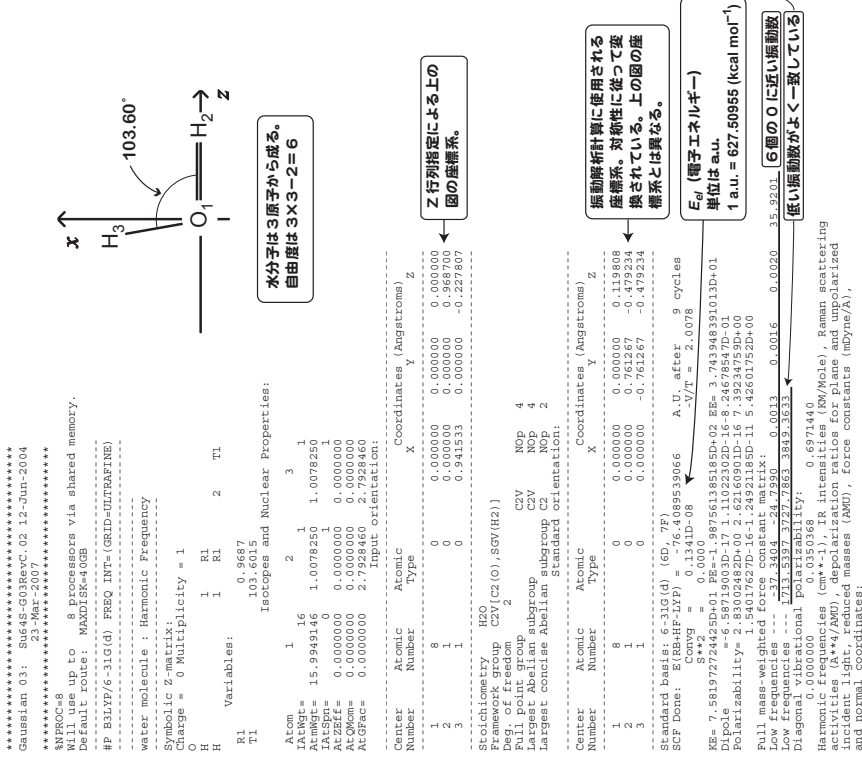 ****************************************
Gaussian 03:  Su64S-G03RevC.02 12-Jun-2004
23-Mar-2007
****************************************
%NPROC=8
Will use up to    8 processors via shared memory.
Default route:  MAXDISK=40GB
#P B3LYP/6-31G(d) FREQ INT=(GRID=ULTRAFINE)
water molecule : Harmonic Frequency
Symbolic Z-matrix:
Charge =  0 Multiplicity = 1
O
H 1 R1
H 1 R1 2 T1
Variables:
R1 0.9687
T1 103.6015
Isotopes and Nuclear Properties:
Atom 1 2 3
IAtWgt= 16 1 1
AtmWgt= 15.9949146 1.0078250 1.0078250
IAtSpn= 0 1 1
AtZEff= 0.0000000 0.0000000 0.0000000
AtQMom= 0.0000000 0.0000000 0.0000000
AtGFac= 0.0000000 2.7928460 2.7928460
Input orientation:
Center Atomic Atomic Coordinates (Angstroms)
Number Number Type X Y Z
1 8 0 0.000000 0.000000 0.000000
2 1 0 0.000000 0.000000 0.968700
3 1 0 0.941533 0.000000 -0.227807
Stoichiometry H2O
Framework group C2V[C2(O),SGV(H2)]
Deg. of freedom 2
Full point group C2V NOp 4
Largest Abelian subgroup C2V NOp 4
Largest concise Abelian subgroup C2 NOp 2
Standard orientation:
Center Atomic Atomic Coordinates (Angstroms)
Number Number Type X Y Z
1 8 0 0.000000 0.000000 0.119808
2 1 0 0.000000 0.761267 -0.479234
3 1 0 0.000000 -0.761267 -0.479234
Standard basis: 6-31G(d) (6D, 7F)
SCF Done: E(RB+HF-LYP) = -76.4089539066 A.U. after 9 cycles
Convg = 0.1341D-08 -V/T = 2.0078
S**2 = 0.0000
KE= 7.581972724425D+01 PE=-1.987561385185D+02 EE= 3.743948391013D+01
Dipole =-6.58719003D-17 1.11022302D-16-8.24678547D-01
Polarizability= 2.83002482D+00 2.62160901D-16 7.39234759D+00
1.54017627D-16-1.24921185D-11 5.42601752D+00
Full mass-weighted force constant matrix:
Low frequencies --- -37.3404 -24.7990 0.0013 0.0016 0.0020 35.9201
Low frequencies --- 1713.5397 3727.7863 3849.3633
Diagonal vibrational polarizability:
0.0000000 0.0350368 0.6971440
Harmonic frequencies (cm**-1), IR intensities (KM/Mole), Raman scattering
activities (A**4/AMU), depolarization ratios for plane and unpolarized
incident light, reduced masses (AMU), force constants (mDyne/A),
and normal coordinates:
x
H3
103.60°
O1
H2
z
水分子は3原子から成る。
自由度は3×3−2=6
Z行列指定による上の
図の座標系。
振動解析計算に使用される
座標系。対称性に従って変
換されている。上の図の座
標系とは異なる。
Eel (電子エネルギー)
単位は a.u.
1 a.u. = 627.50955 (kcal mol⁻¹)
6個の0に近い振動数
低い振動数がよく一致している